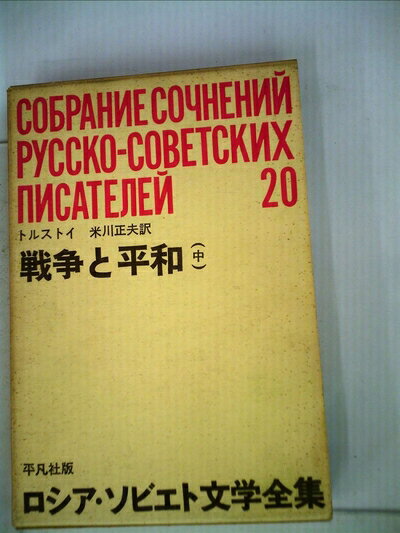 СОБРАНИЕ СОЧНЕНИЙ
РУССКО-СОВЕТСКИХ
ПИСАТЕЛЕЙ 20
トルストイ 米川正夫訳
戦争と平和(中)
平凡社版
ロシア・ソビエト文学全集